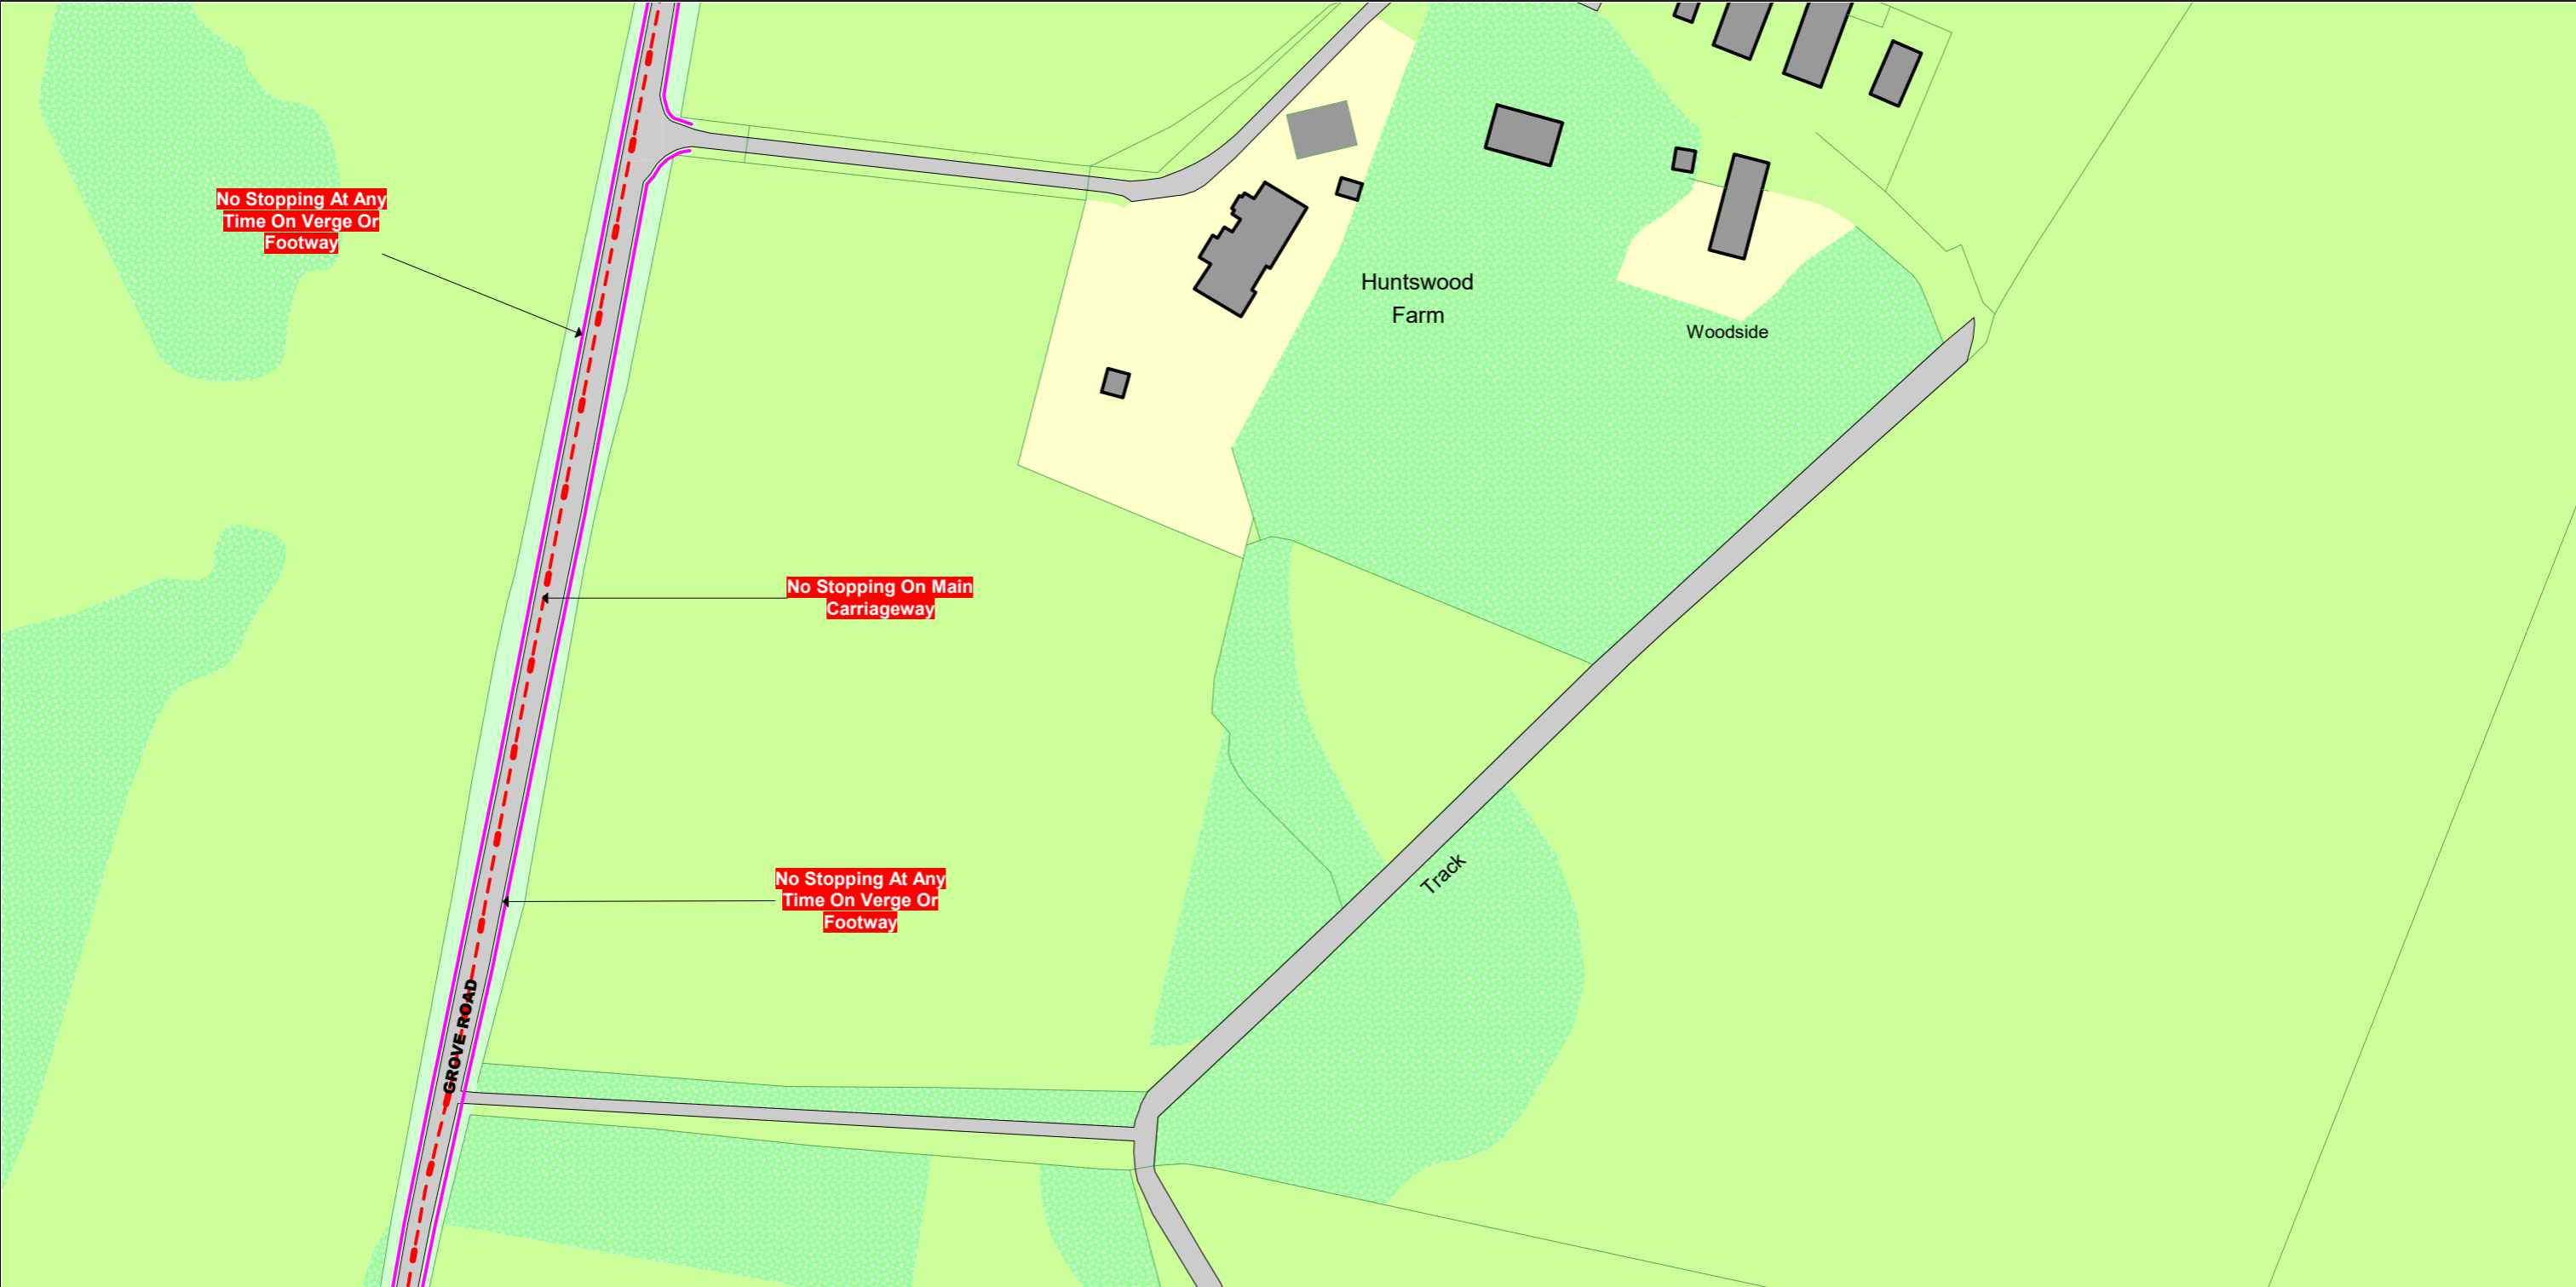 No Stopping At Any
Time On Verge Or
Footway
Huntswood
Farm
Woodside
No Stopping On Main
Carriageway
No Stopping At Any
Time On Verge Or
Footway
Track
GROVE ROAD